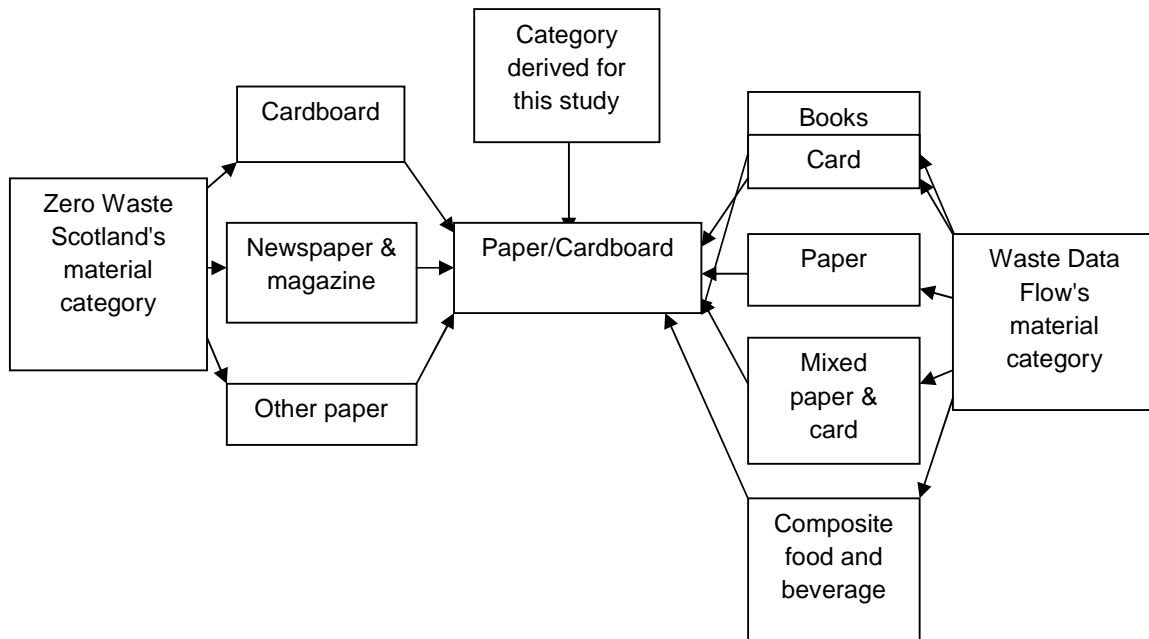 Category
derived for
this study
Cardboard
Zero Waste
Scotland's
material
category
Newspaper &
magazine
Other paper
Paper/Cardboard
Books
Card
Paper
Mixed
paper &
card
Composite
food and
beverage
Waste Data
Flow's
material
category